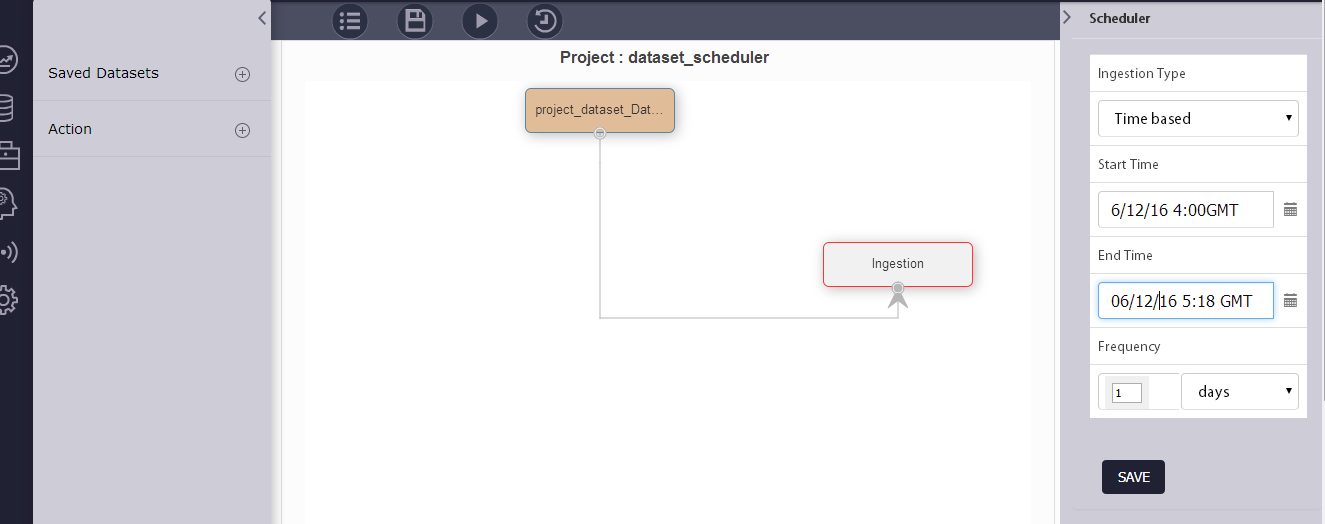 Saved Datasets
Action
Project : dataset_scheduler
project_dataset_Dat...
Ingestion
Scheduler
Ingestion Type
Time based
Start Time
6/12/16 4:00GMT
End Time
06/12/16 5:18 GMT
Frequency
1 days
SAVE